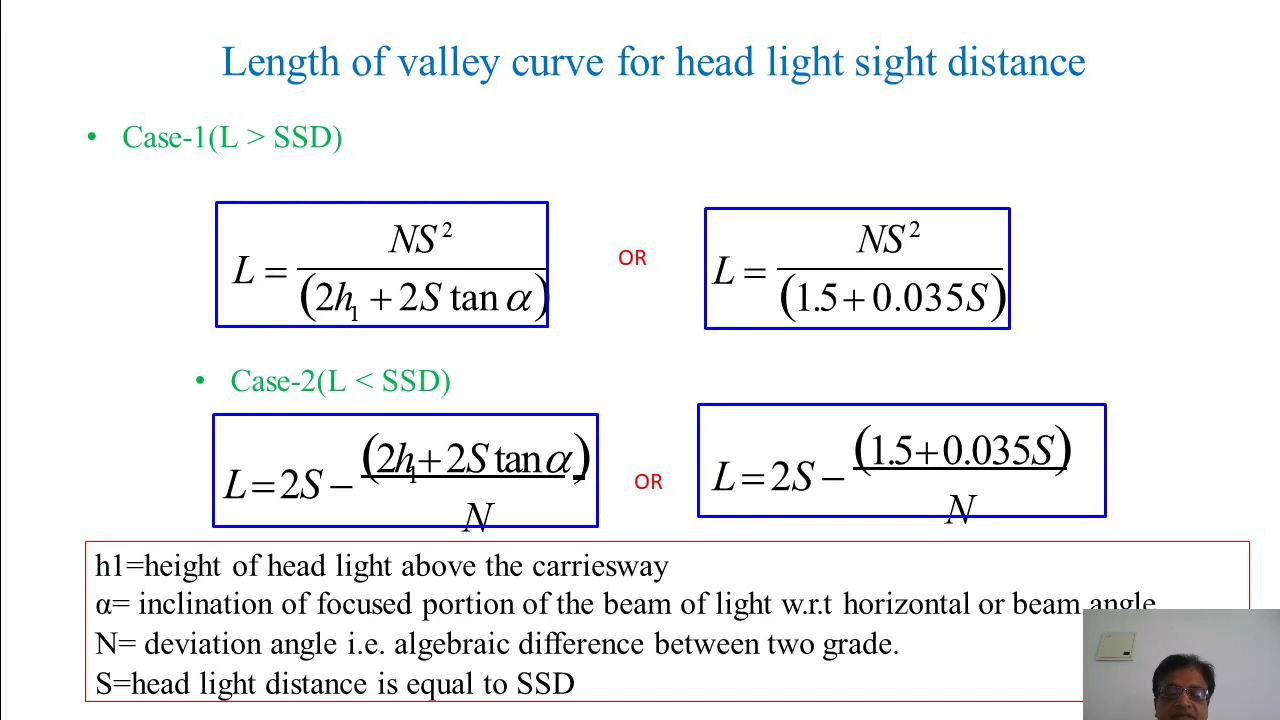 Length of valley curve for head light sight distance
• Case-1(L > SSD)
L = NS² / (2h₁ + 2S tan α) OR L = NS² / (1.5 + 0.035S)
• Case-2(L < SSD)
L = 2S − (2h₁ + 2S tan α) / N OR L = 2S − (1.5 + 0.035S) / N
h1=height of head light above the carriesway
α= inclination of focused portion of the beam of light w.r.t horizontal or beam angle
N= deviation angle i.e. algebraic difference between two grade.
S=head light distance is equal to SSD